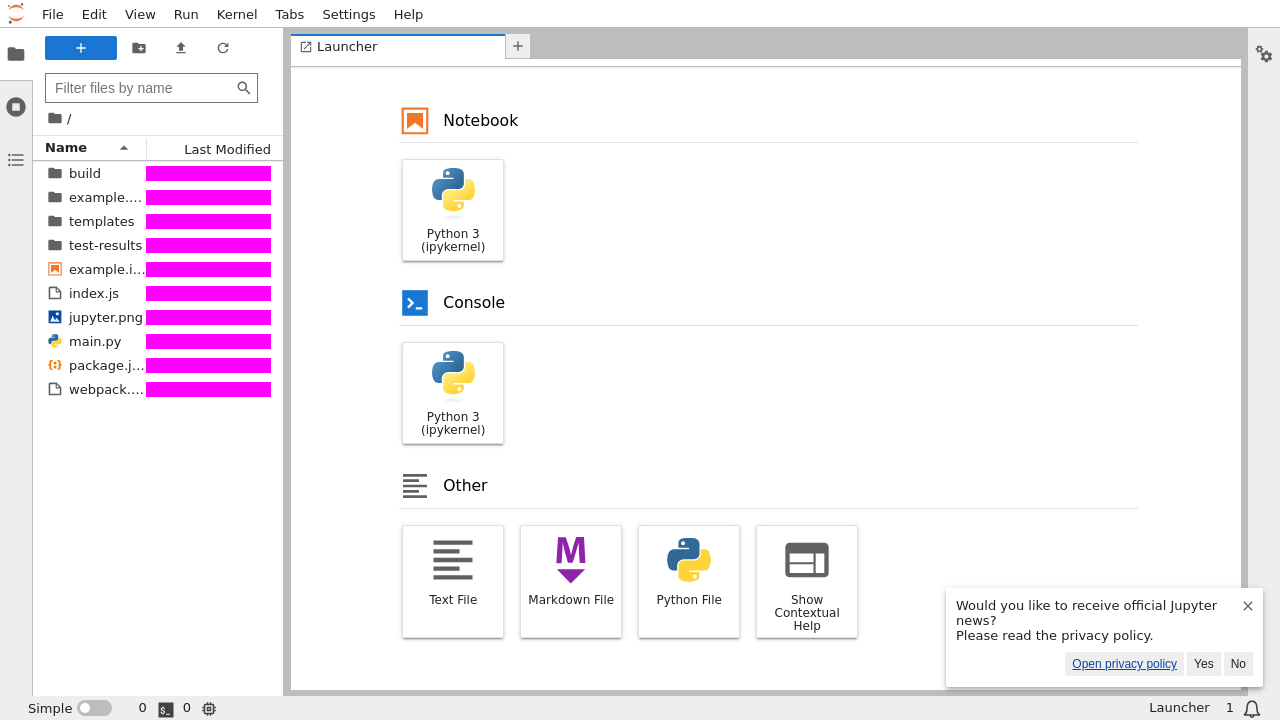 File Edit View Run Kernel Tabs Settings Help
Launcher
Filter files by name
/
Name Last Modified
build
example.…
templates
test-results
example.i…
index.js
jupyter.png
main.py
package.j…
webpack.…
Notebook
Python 3
(ipykernel)
Console
Python 3
(ipykernel)
Other
Text File
Markdown File
Python File
Show
Contextual
Help
Would you like to receive official Jupyter
news?
Please read the privacy policy.
Open privacy policy Yes No
Simple 0 $_ 0 Launcher 1